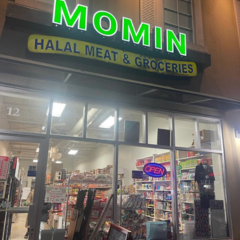 MOMIN
HALAL MEAT & GROCERIES
12
OPEN